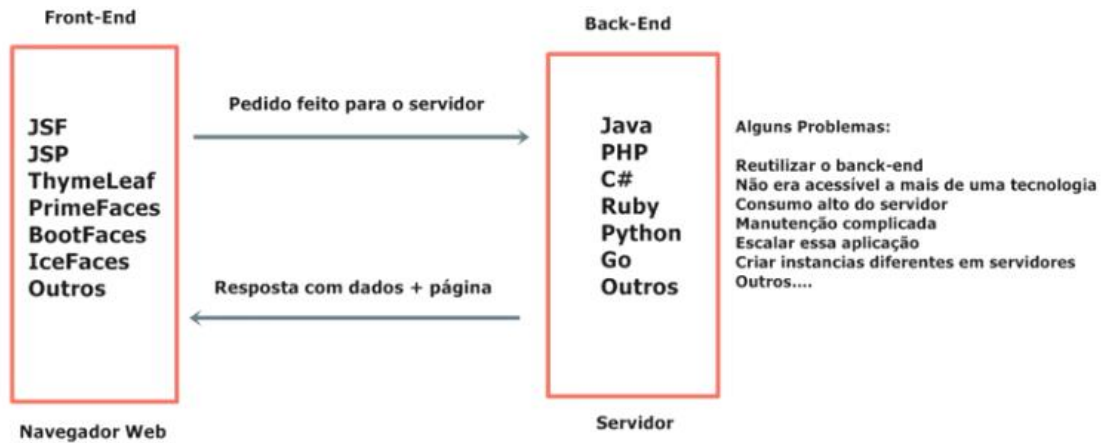 Front-End
JSF
JSP
ThymeLeaf
PrimeFaces
BootFaces
IceFaces
Outros
Navegador Web
Pedido feito para o servidor
Resposta com dados + página
Back-End
Java
PHP
C#
Ruby
Python
Go
Outros
Servidor
Alguns Problemas:
Reutilizar o banck-end
Não era acessível a mais de uma tecnologia
Consumo alto do servidor
Manutenção complicada
Escalar essa aplicação
Criar instancias diferentes em servidores
Outros....